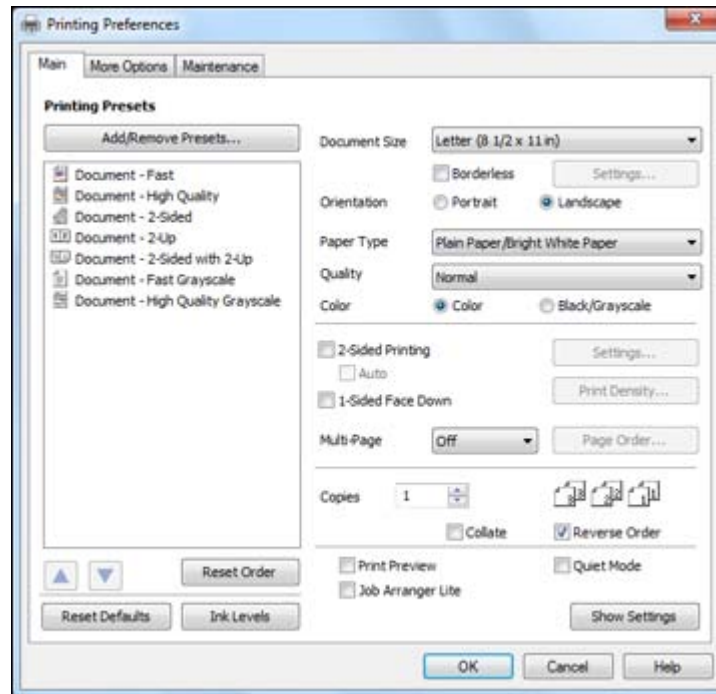 Printing Preferences
Main More Options Maintenance
Printing Presets
Add/Remove Presets...
Document - Fast
Document - High Quality
Document - 2-Sided
Document - 2-Up
Document - 2-Sided with 2-Up
Document - Fast Grayscale
Document - High Quality Grayscale
Reset Order
Reset Defaults Ink Levels
Document Size Letter (8 1/2 x 11 in)
Borderless Settings...
Orientation Portrait Landscape
Paper Type Plain Paper/Bright White Paper
Quality Normal
Color Color Black/Grayscale
2-Sided Printing Settings...
Auto
Print Density...
1-Sided Face Down
Multi-Page Off Page Order...
Copies 1
Collate Reverse Order
Print Preview Quiet Mode
Job Arranger Lite
Show Settings
OK Cancel Help